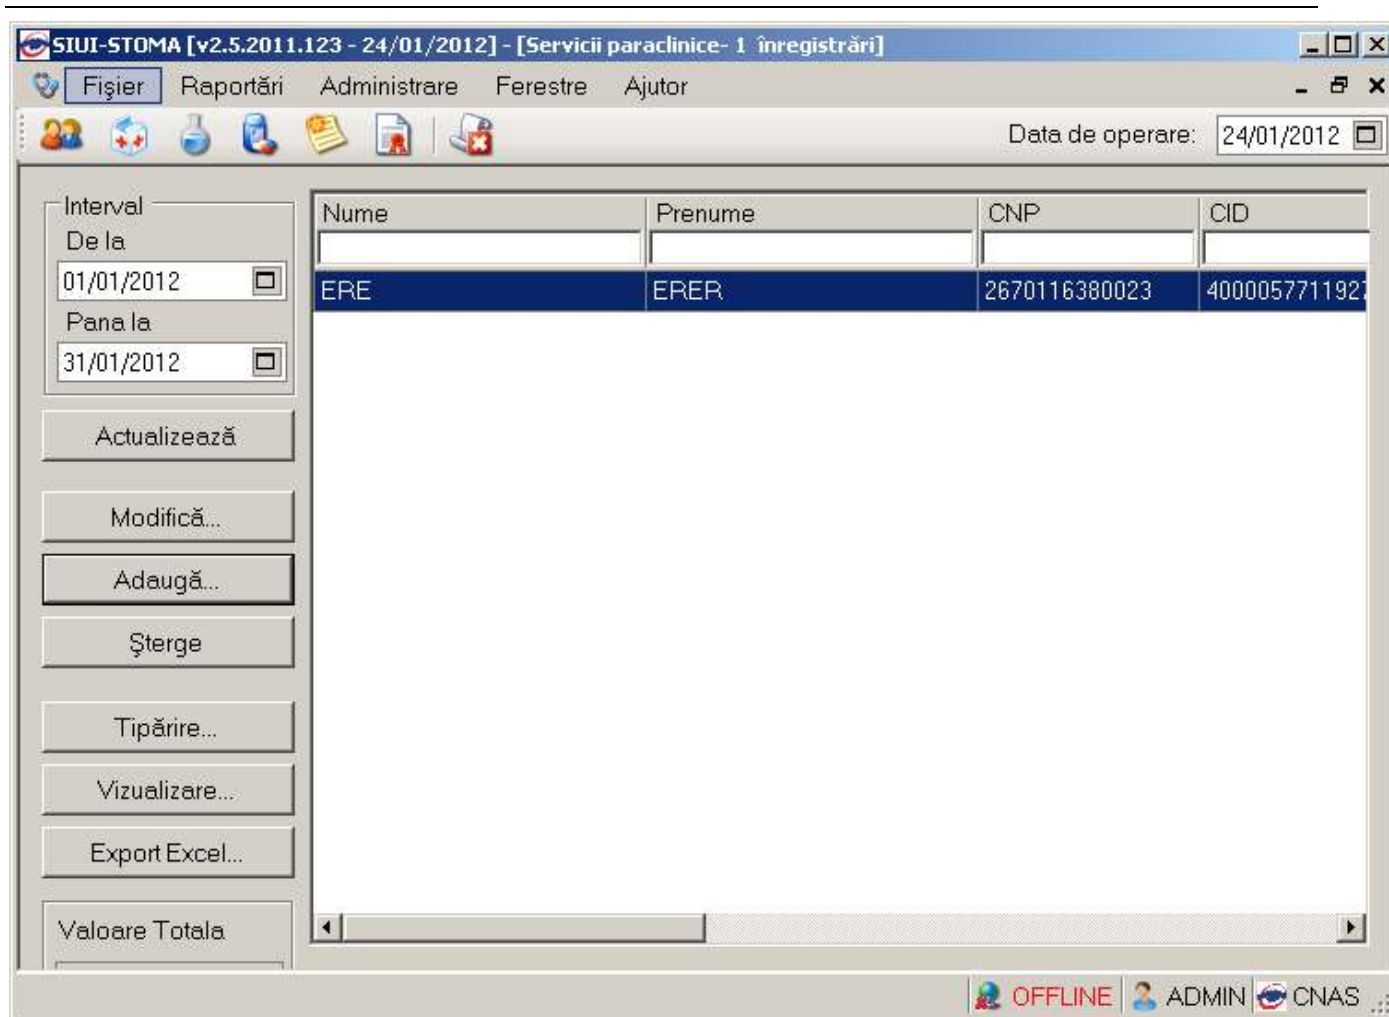 SIUI-STOMA [v2.5.2011.123 - 24/01/2012] - [Servicii paraclinice- 1 înregistrări]
Fişier Raportări Administrare Ferestre Ajutor
Data de operare: 24/01/2012
Interval
De la
01/01/2012
Pana la
31/01/2012
Actualizează
Modifică...
Adaugă...
Şterge
Tipărire...
Vizualizare...
Export Excel...
Valoare Totala
Nume Prenume CNP CID
ERE ERER 2670116380023 400005771192
OFFLINE ADMIN CNAS